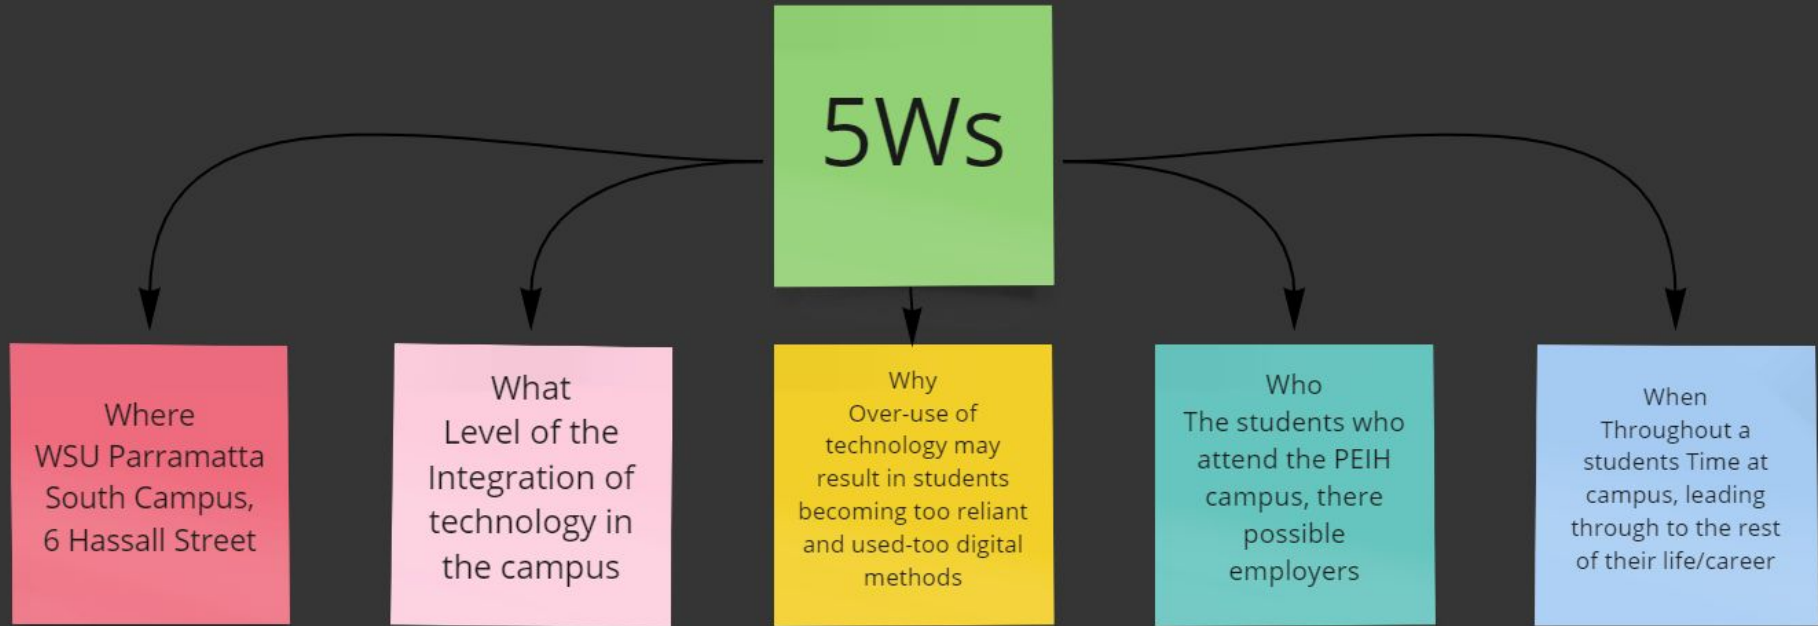 5Ws
Where
WSU Parramatta
South Campus,
6 Hassall Street
What
Level of the
Integration of
technology in
the campus
Why
Over-use of
technology may
result in students
becoming too reliant
and used-too digital
methods
Who
The students who
attend the PEIH
campus, there
possible
employers
When
Throughout a
students Time at
campus, leading
through to the rest
of their life/career